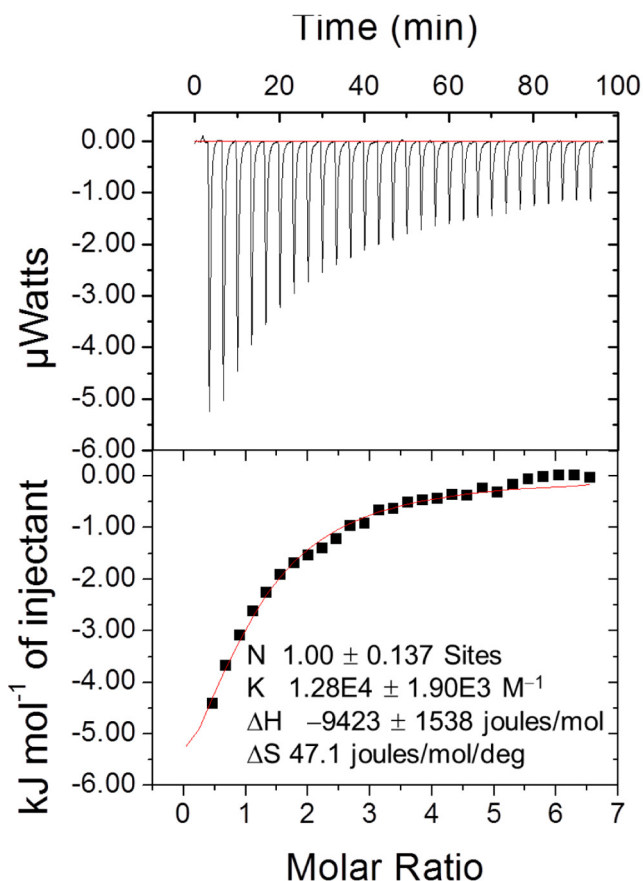 Time (min)
0 20 40 60 80 100
0.00
-1.00
-2.00
-3.00
-4.00
-5.00
-6.00
µWatts
0.00
-1.00
-2.00
-3.00
-4.00
-5.00
-6.00
kJ mol⁻¹ of injectant
N 1.00 ± 0.137 Sites
K 1.28E4 ± 1.90E3 M⁻¹
ΔH −9423 ± 1538 joules/mol
ΔS 47.1 joules/mol/deg
0 1 2 3 4 5 6 7
Molar Ratio